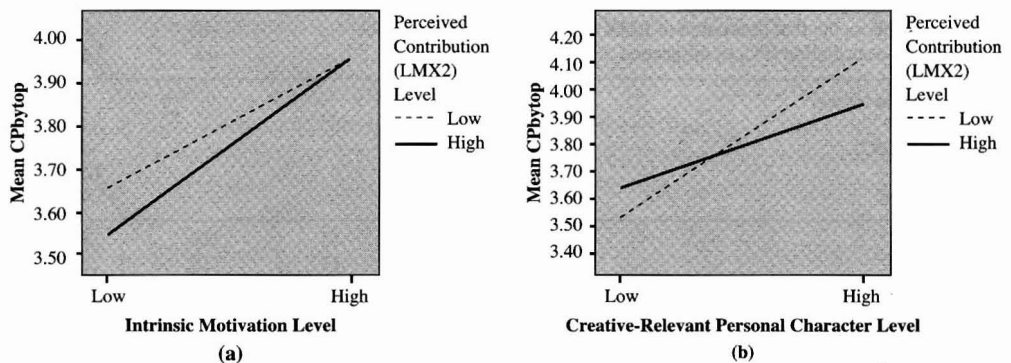 4.00
3.90
3.80
3.70
3.60
3.50
Mean CPbytop
Low
High
Intrinsic Motivation Level
(a)
Perceived
Contribution
(LMX2)
Level
Low
High
4.20
4.10
4.00
3.90
3.80
3.70
3.60
3.50
3.40
Mean CPbytop
Low
High
Creative-Relevant Personal Character Level
(b)
Perceived
Contribution
(LMX2)
Level
Low
High